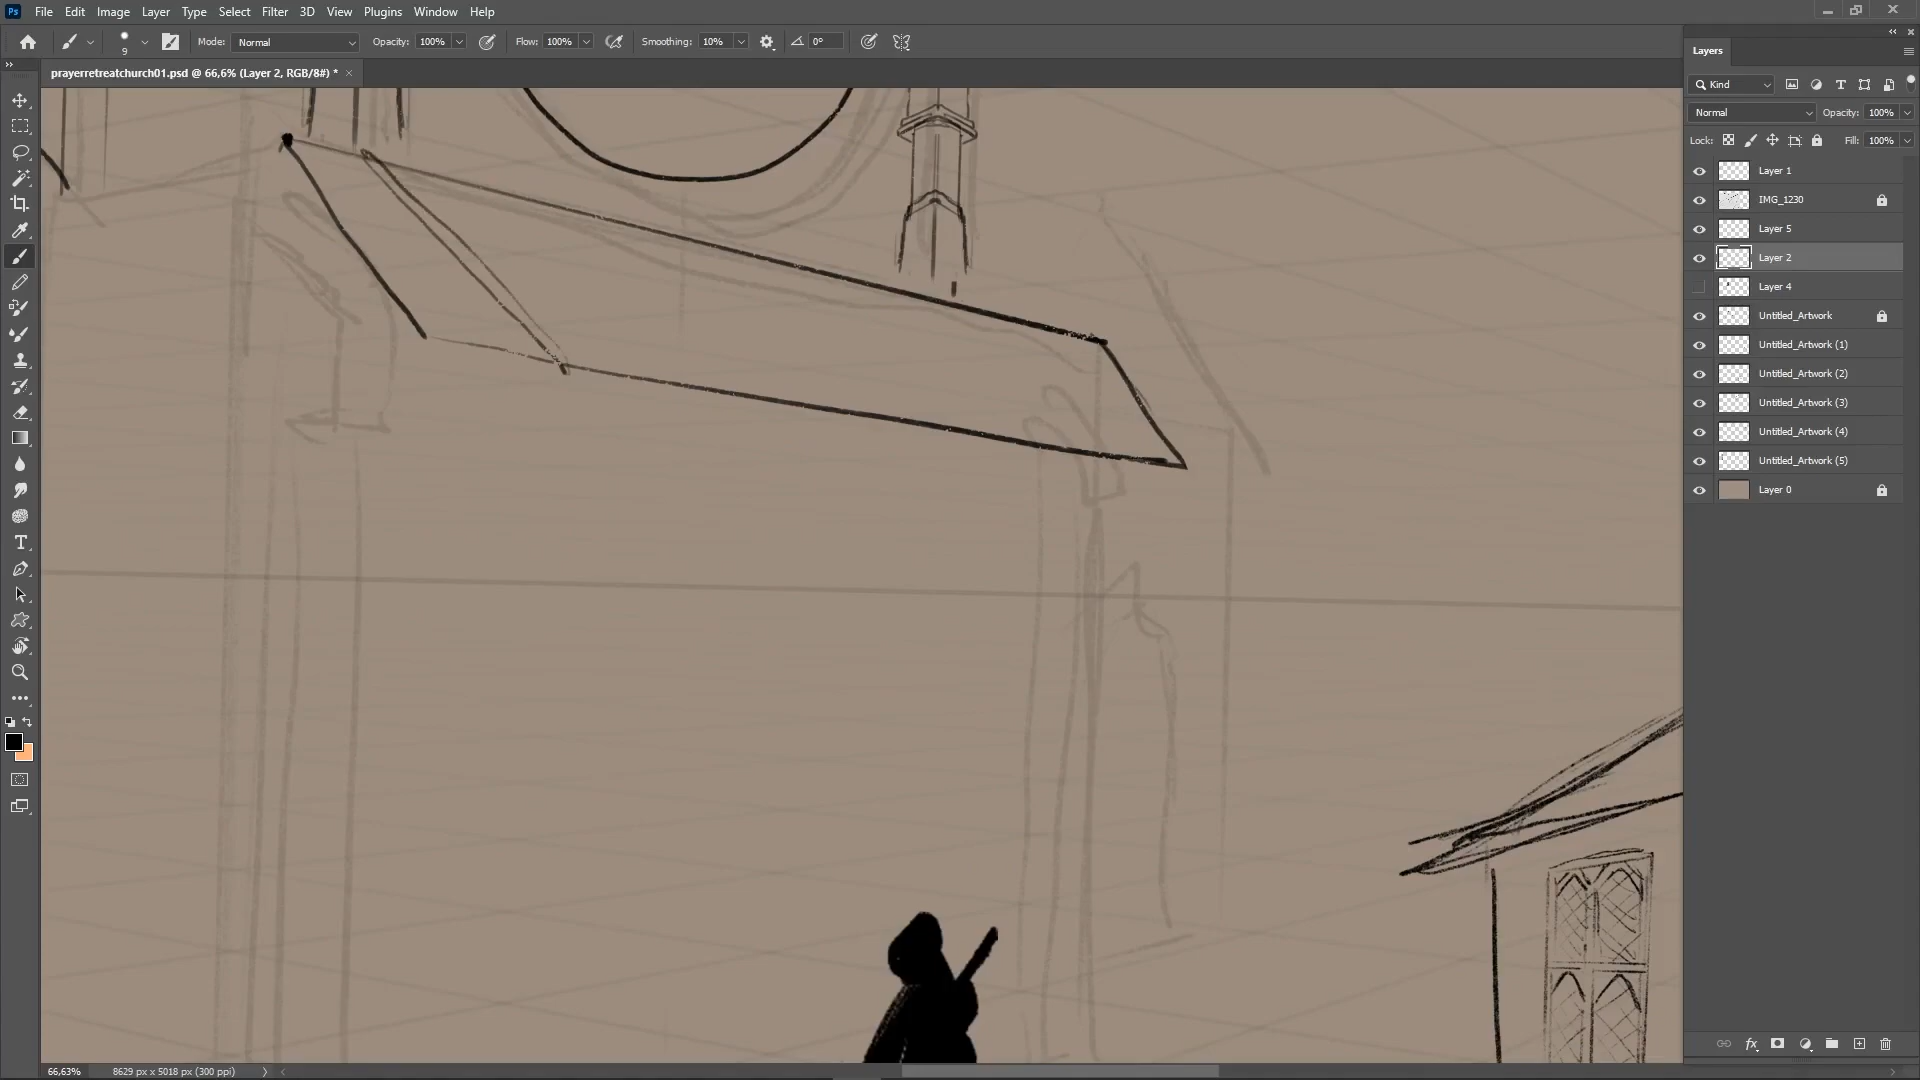 Ps File Edit Image Layer Type Select Filter 3D View Plugins Window Help
9 Mode: Normal Opacity: 100% Flow: 100% Smoothing: 10% 0°
prayerretreatchurch01.psd @ 66,6% (Layer 2, RGB/8#) *
Layers
Kind
Normal Opacity: 100%
Lock: Fill: 100%
Layer 1
IMG_1230
Layer 5
Layer 2
Layer 4
Untitled_Artwork
Untitled_Artwork (1)
Untitled_Artwork (2)
Untitled_Artwork (3)
Untitled_Artwork (4)
Untitled_Artwork (5)
Layer 0
66,63% 8629 px x 5018 px (300 ppi)